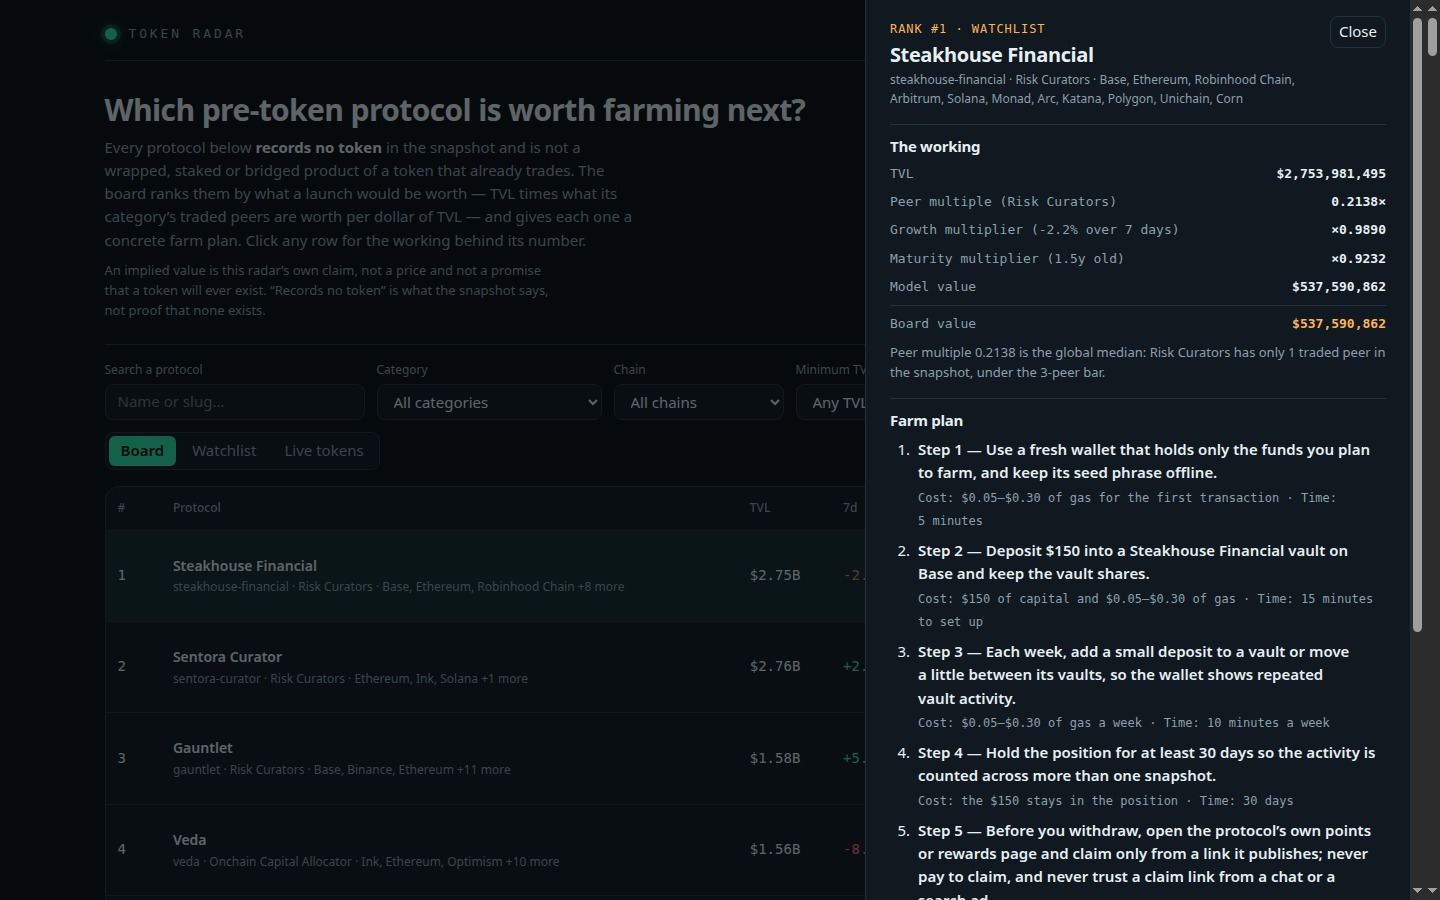 TOKEN RADAR
Which pre-token protocol is worth farming next?
Every protocol below records no token in the snapshot and is not a
wrapped, staked or bridged product of a token that already trades. The
board ranks them by what a launch would be worth — TVL times what its
category’s traded peers are worth per dollar of TVL — and gives each one a
concrete farm plan. Click any row for the working behind its number.
An implied value is this radar’s own claim, not a price and not a promise
that a token will ever exist. “Records no token” is what the snapshot says,
not proof that none exists.
Search a protocol
Category
Chain
Minimum TV
Name or slug...
All categories
All chains
Any TVL
Board
Watchlist
Live tokens
# Protocol TVL 7d
1 Steakhouse Financial $2.75B -2.
steakhouse-financial · Risk Curators · Base, Ethereum, Robinhood Chain +8 more
2 Sentora Curator $2.76B +2.
sentora-curator · Risk Curators · Ethereum, Ink, Solana +1 more
3 Gauntlet $1.58B +5.
gauntlet · Risk Curators · Base, Binance, Ethereum +11 more
4 Veda $1.56B -8.
veda · Onchain Capital Allocator · Ink, Ethereum, Optimism +10 more
RANK #1 · WATCHLIST
Close
Steakhouse Financial
steakhouse-financial · Risk Curators · Base, Ethereum, Robinhood Chain,
Arbitrum, Solana, Monad, Arc, Katana, Polygon, Unichain, Corn
The working
TVL $2,753,981,495
Peer multiple (Risk Curators) 0.2138×
Growth multiplier (-2.2% over 7 days) ×0.9890
Maturity multiplier (1.5y old) ×0.9232
Model value $537,590,862
Board value $537,590,862
Peer multiple 0.2138 is the global median: Risk Curators has only 1 traded peer in
the snapshot, under the 3-peer bar.
Farm plan
1. Step 1 — Use a fresh wallet that holds only the funds you plan
to farm, and keep its seed phrase offline.
Cost: $0.05–$0.30 of gas for the first transaction · Time:
5 minutes
2. Step 2 — Deposit $150 into a Steakhouse Financial vault on
Base and keep the vault shares.
Cost: $150 of capital and $0.05–$0.30 of gas · Time: 15 minutes
to set up
3. Step 3 — Each week, add a small deposit to a vault or move
a little between its vaults, so the wallet shows repeated
vault activity.
Cost: $0.05–$0.30 of gas a week · Time: 10 minutes a week
4. Step 4 — Hold the position for at least 30 days so the activity is
counted across more than one snapshot.
Cost: the $150 stays in the position · Time: 30 days
5. Step 5 — Before you withdraw, open the protocol’s own points
or rewards page and claim only from a link it publishes; never
pay to claim, and never trust a claim link from a chat or a
search ad.